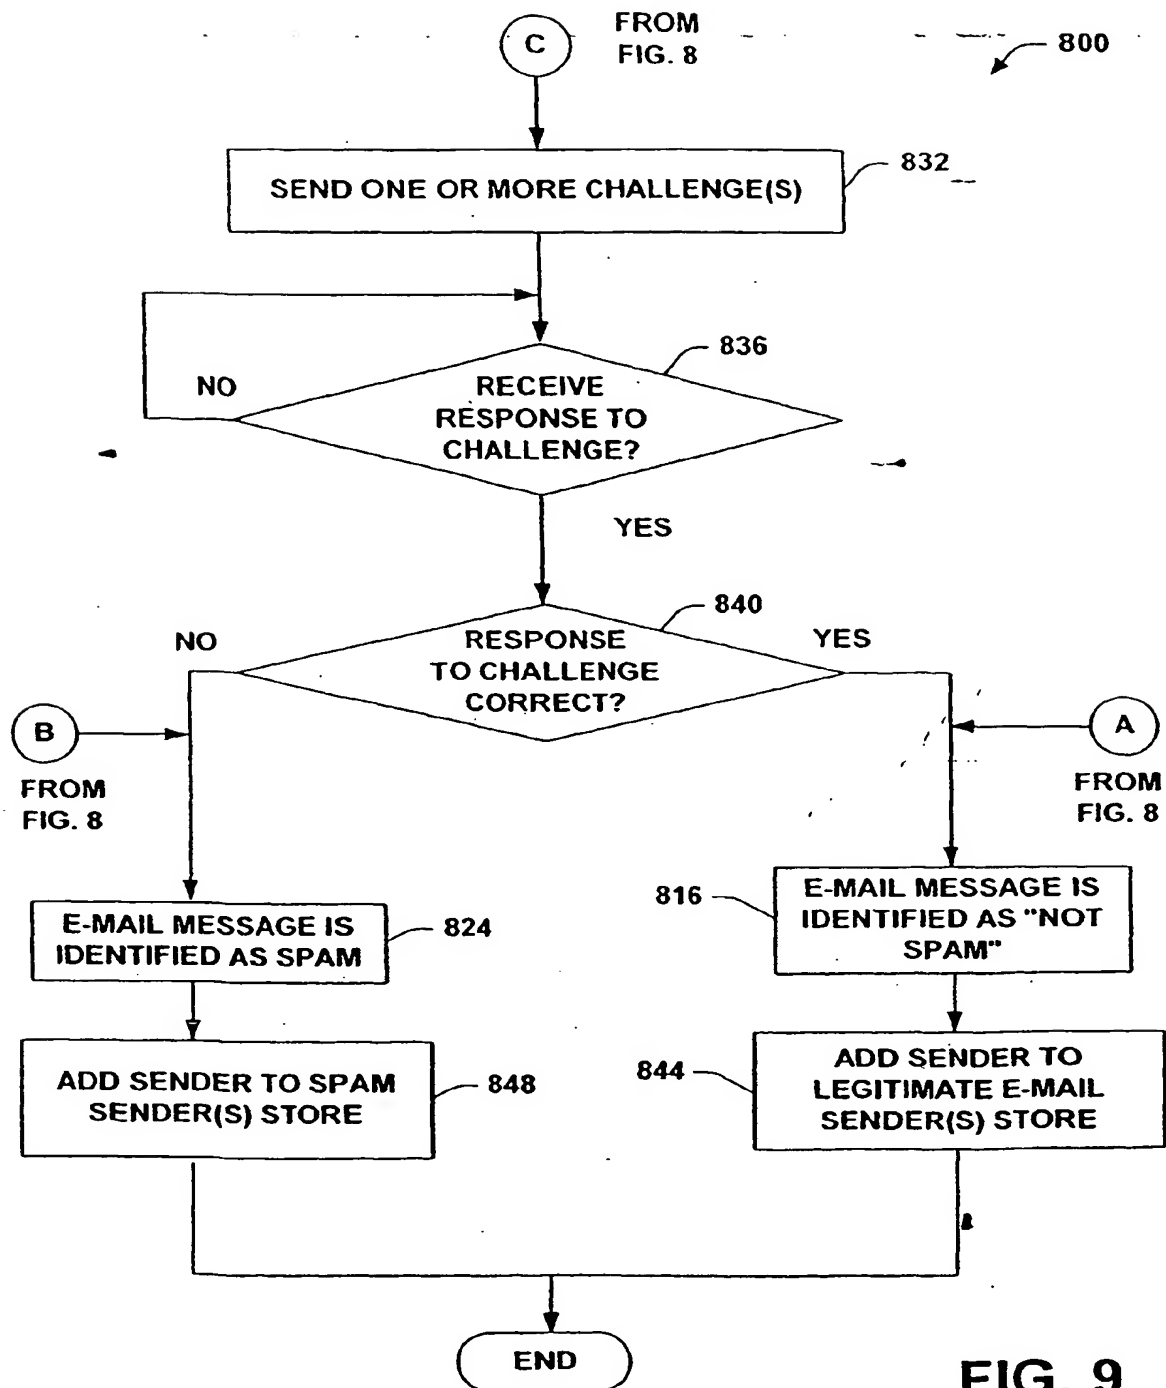 C
FROM
FIG. 8
800
SEND ONE OR MORE CHALLENGE(S)
832
836
NO
RECEIVE
RESPONSE TO
CHALLENGE?
YES
840
NO
RESPONSE
TO CHALLENGE
CORRECT?
YES
B
FROM
FIG. 8
A
FROM
FIG. 8
E-MAIL MESSAGE IS
IDENTIFIED AS SPAM
824
816
E-MAIL MESSAGE IS
IDENTIFIED AS "NOT
SPAM"
ADD SENDER TO SPAM
SENDER(S) STORE
848
844
ADD SENDER TO
LEGITIMATE E-MAIL
SENDER(S) STORE
END
FIG. 9